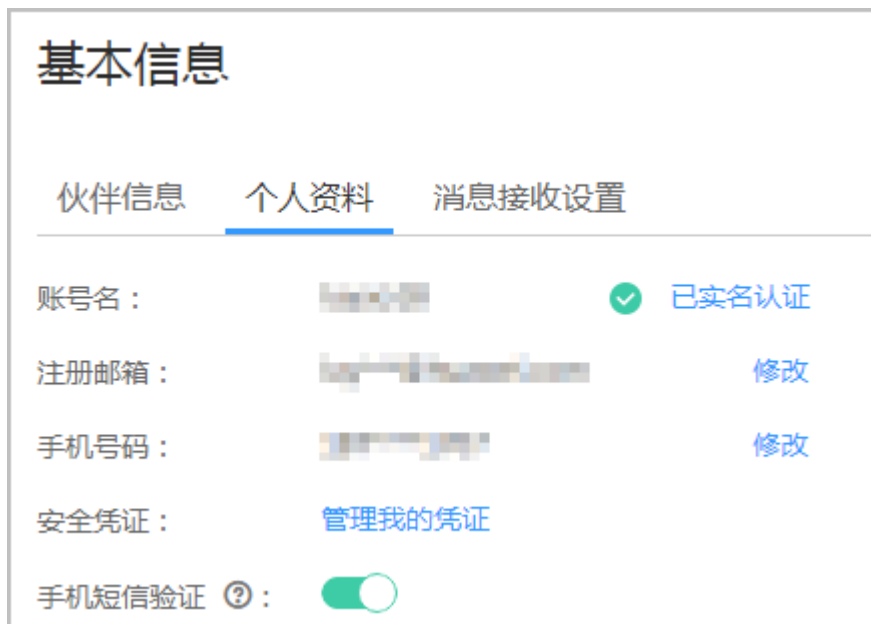 基本信息
伙伴信息 个人资料 消息接收设置
账号名： 已实名认证
注册邮箱： 修改
手机号码： 修改
安全凭证： 管理我的凭证
手机短信验证 ?：